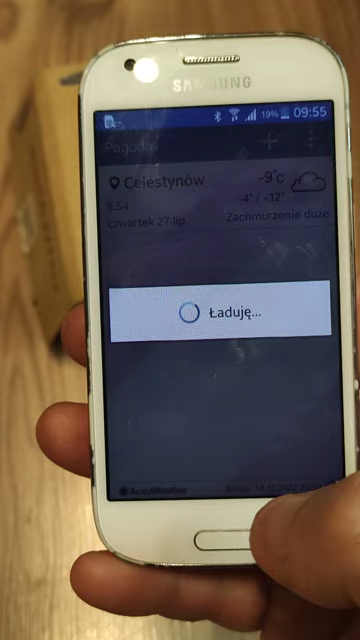 SAMSUNG
19% 09:55
Pogoda
Celestynów
-9°c
8.54
-4° / -12°
czwartek 27 lip.
Zachmurzenie duże
Ładuję...
AccuWeather